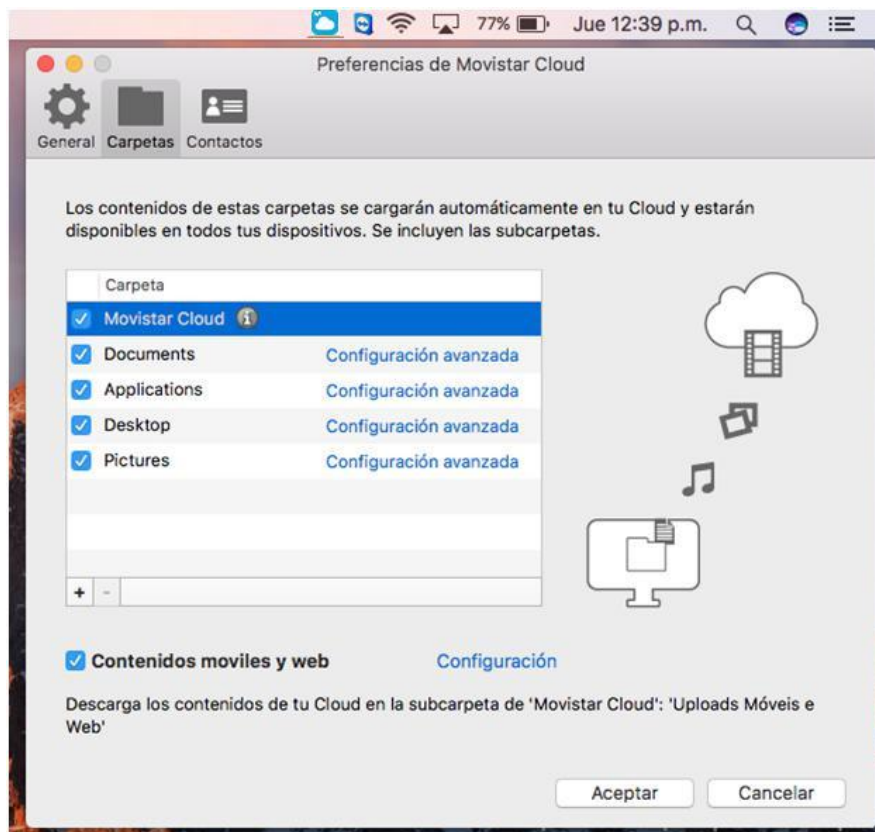 77% Jue 12:39 p.m.
Preferencias de Movistar Cloud
General Carpetas Contactos
Los contenidos de estas carpetas se cargarán automáticamente en tu Cloud y estarán
disponibles en todos tus dispositivos. Se incluyen las subcarpetas.
Carpeta
Movistar Cloud
Documents Configuración avanzada
Applications Configuración avanzada
Desktop Configuración avanzada
Pictures Configuración avanzada
+ -
Contenidos moviles y web Configuración
Descarga los contenidos de tu Cloud en la subcarpeta de 'Movistar Cloud': 'Uploads Móveis e
Web'
Aceptar Cancelar